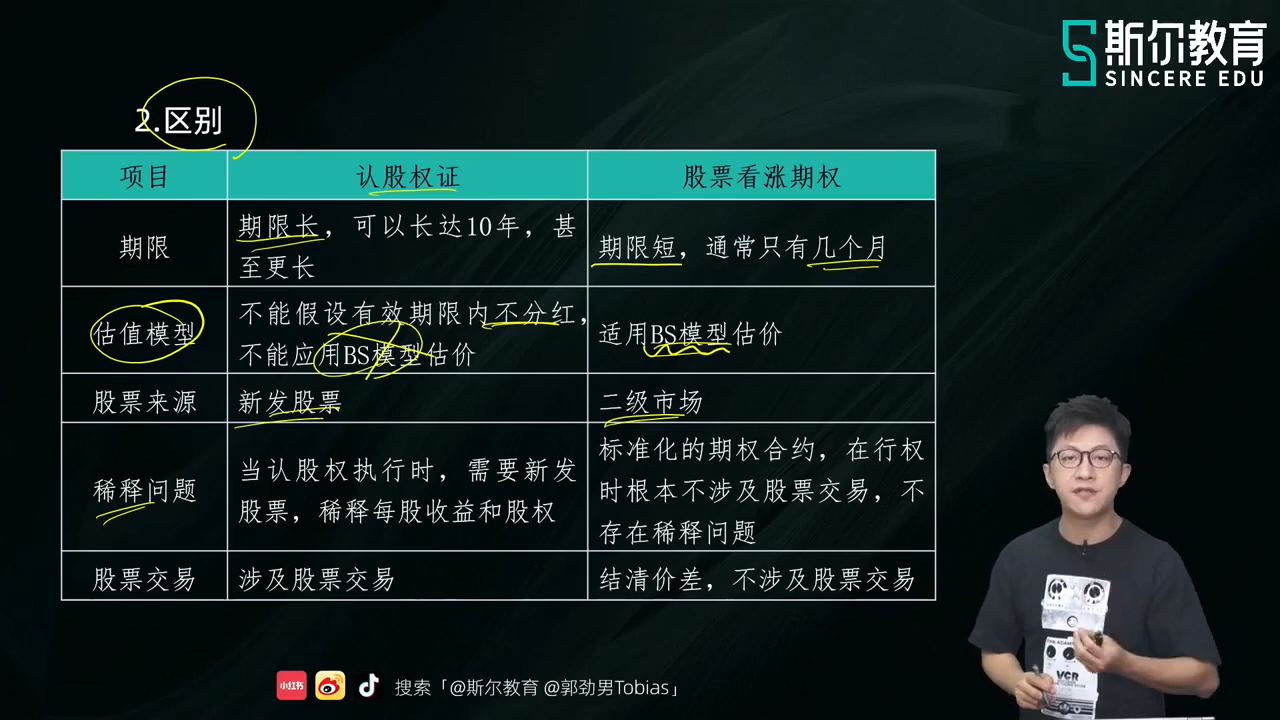 斯尔教育
SINCERE EDU
2.区别
项目 认股权证 股票看涨期权
期限 期限长，可以长达10年，甚至更长 期限短，通常只有几个月
估值模型 不能假设有效期限内不分红，不能应用BS模型估价 适用BS模型估价
股票来源 新发股票 二级市场
稀释问题 当认股权执行时，需要新发股票，稀释每股收益和股权 标准化的期权合约，在行权时根本不涉及股票交易，不存在稀释问题
股票交易 涉及股票交易 结清价差，不涉及股票交易
小红书 搜索「@斯尔教育 @郭劲男Tobias」
VCR